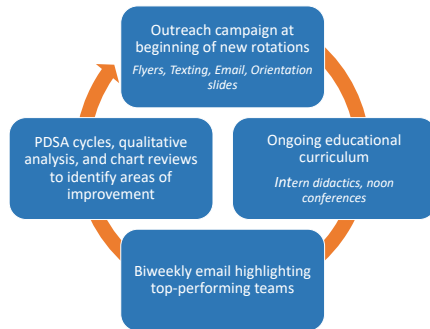 Outreach campaign at
beginning of new rotations
Flyers, Texting, Email, Orientation
slides
Ongoing educational
curriculum
Intern didactics, noon
conferences
Biweekly email highlighting
top-performing teams
PDSA cycles, qualitative
analysis, and chart reviews
to identify areas of
improvement